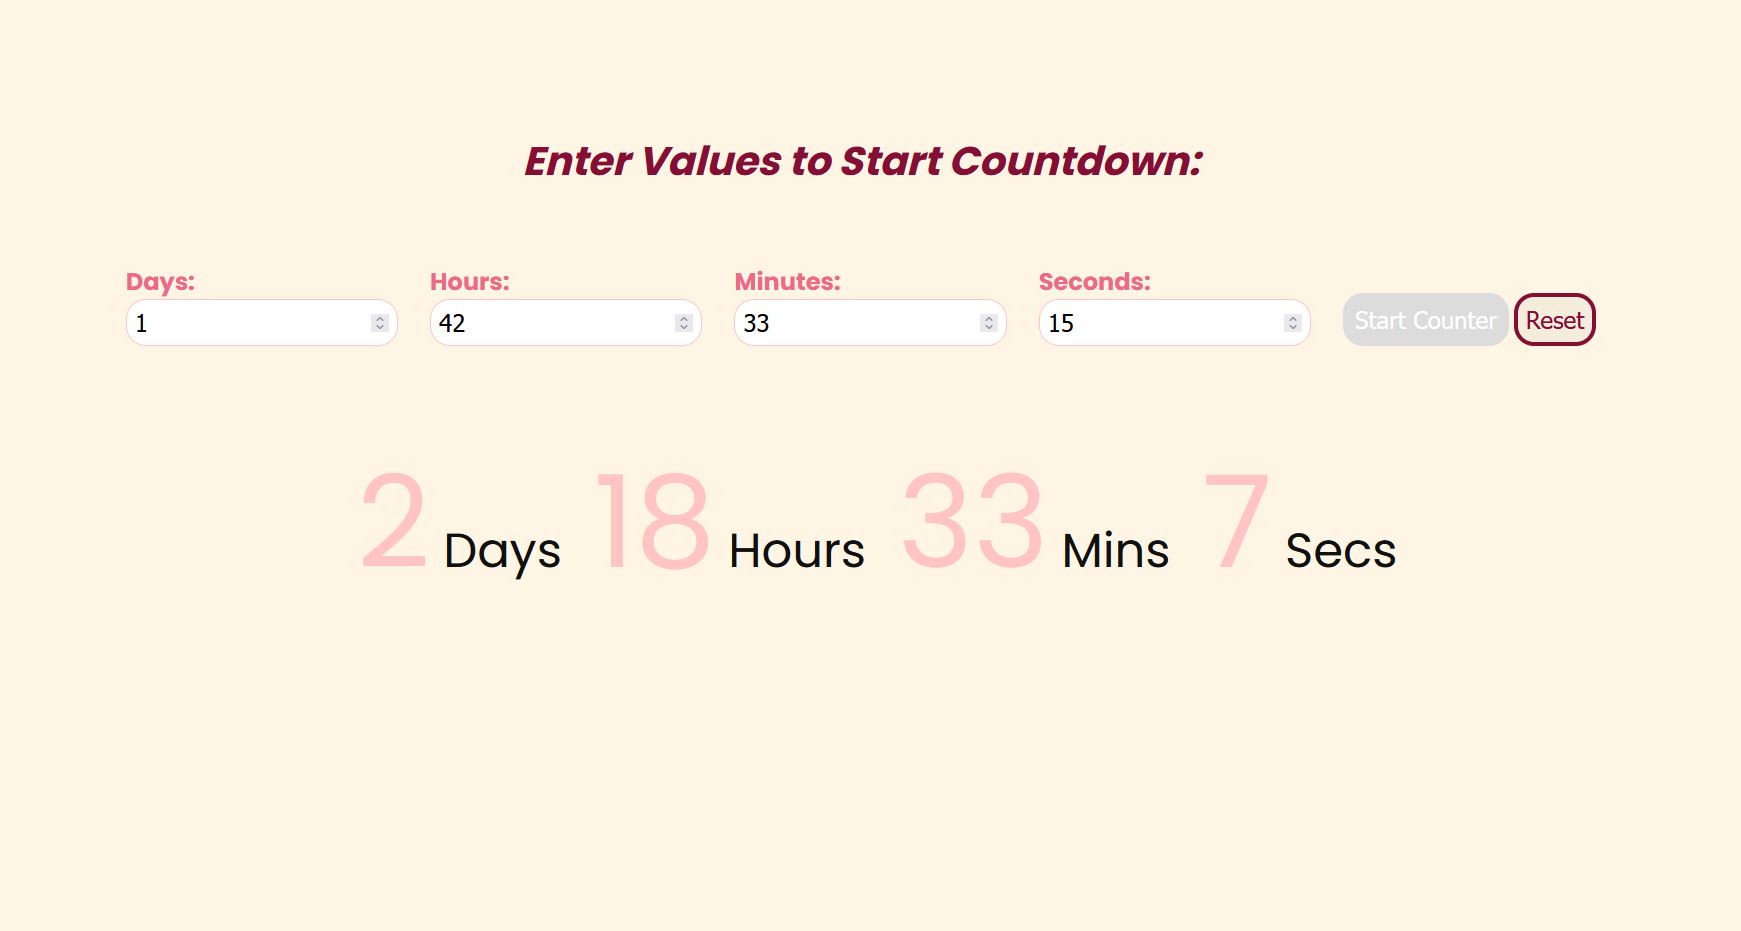 Enter Values to Start Countdown:
Days: Hours: Minutes: Seconds:
1 42 33 15 Start Counter Reset
2 Days 18 Hours 33 Mins 7 Secs